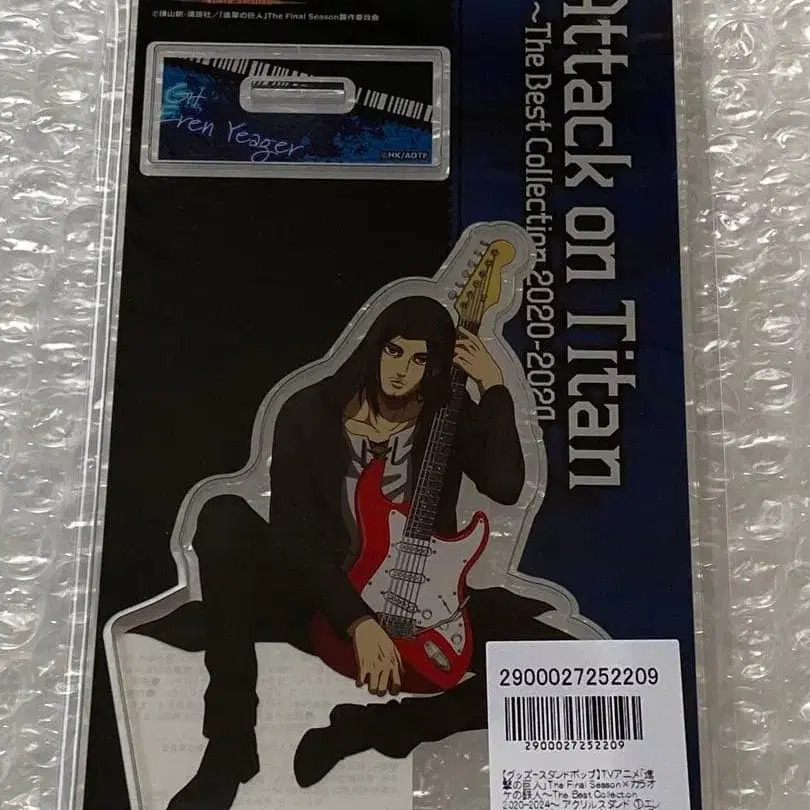 ©諫山創・講談社／「進撃の巨人」The Final Season製作委員会
Gt.
Eren Yeager
©HK/AOTF
Attack on Titan
～The Best Collection 2020-2024
2900027252209
2900027252209
【グッズ-スタンドポップ】TVアニメ「進
撃の巨人」The Final Season×カラオ
ケの鉄人～The Best Collection
2020-2024～ アクリルスタンド ①エレ